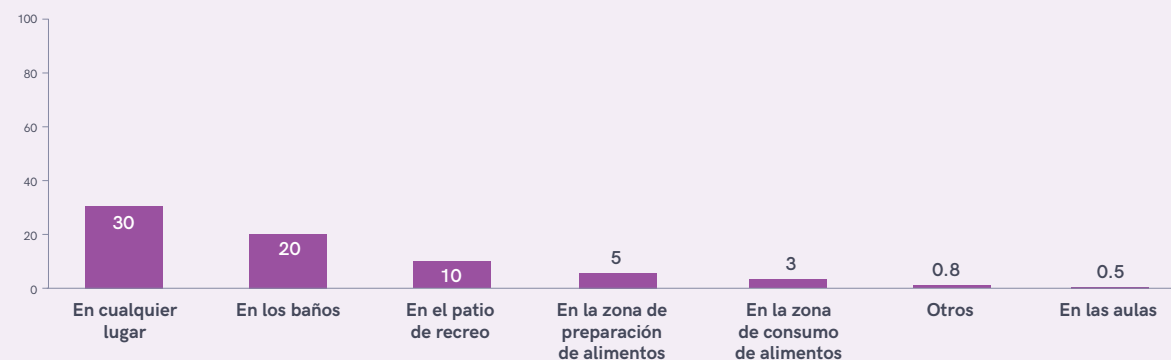 100
80
60
40
20
0
30
20
10
5
3
0.8
0.5
En cualquier
lugar
En los baños
En el patio
de recreo
En la zona de
preparación
de alimentos
En la zona
de consumo
de alimentos
Otros
En las aulas